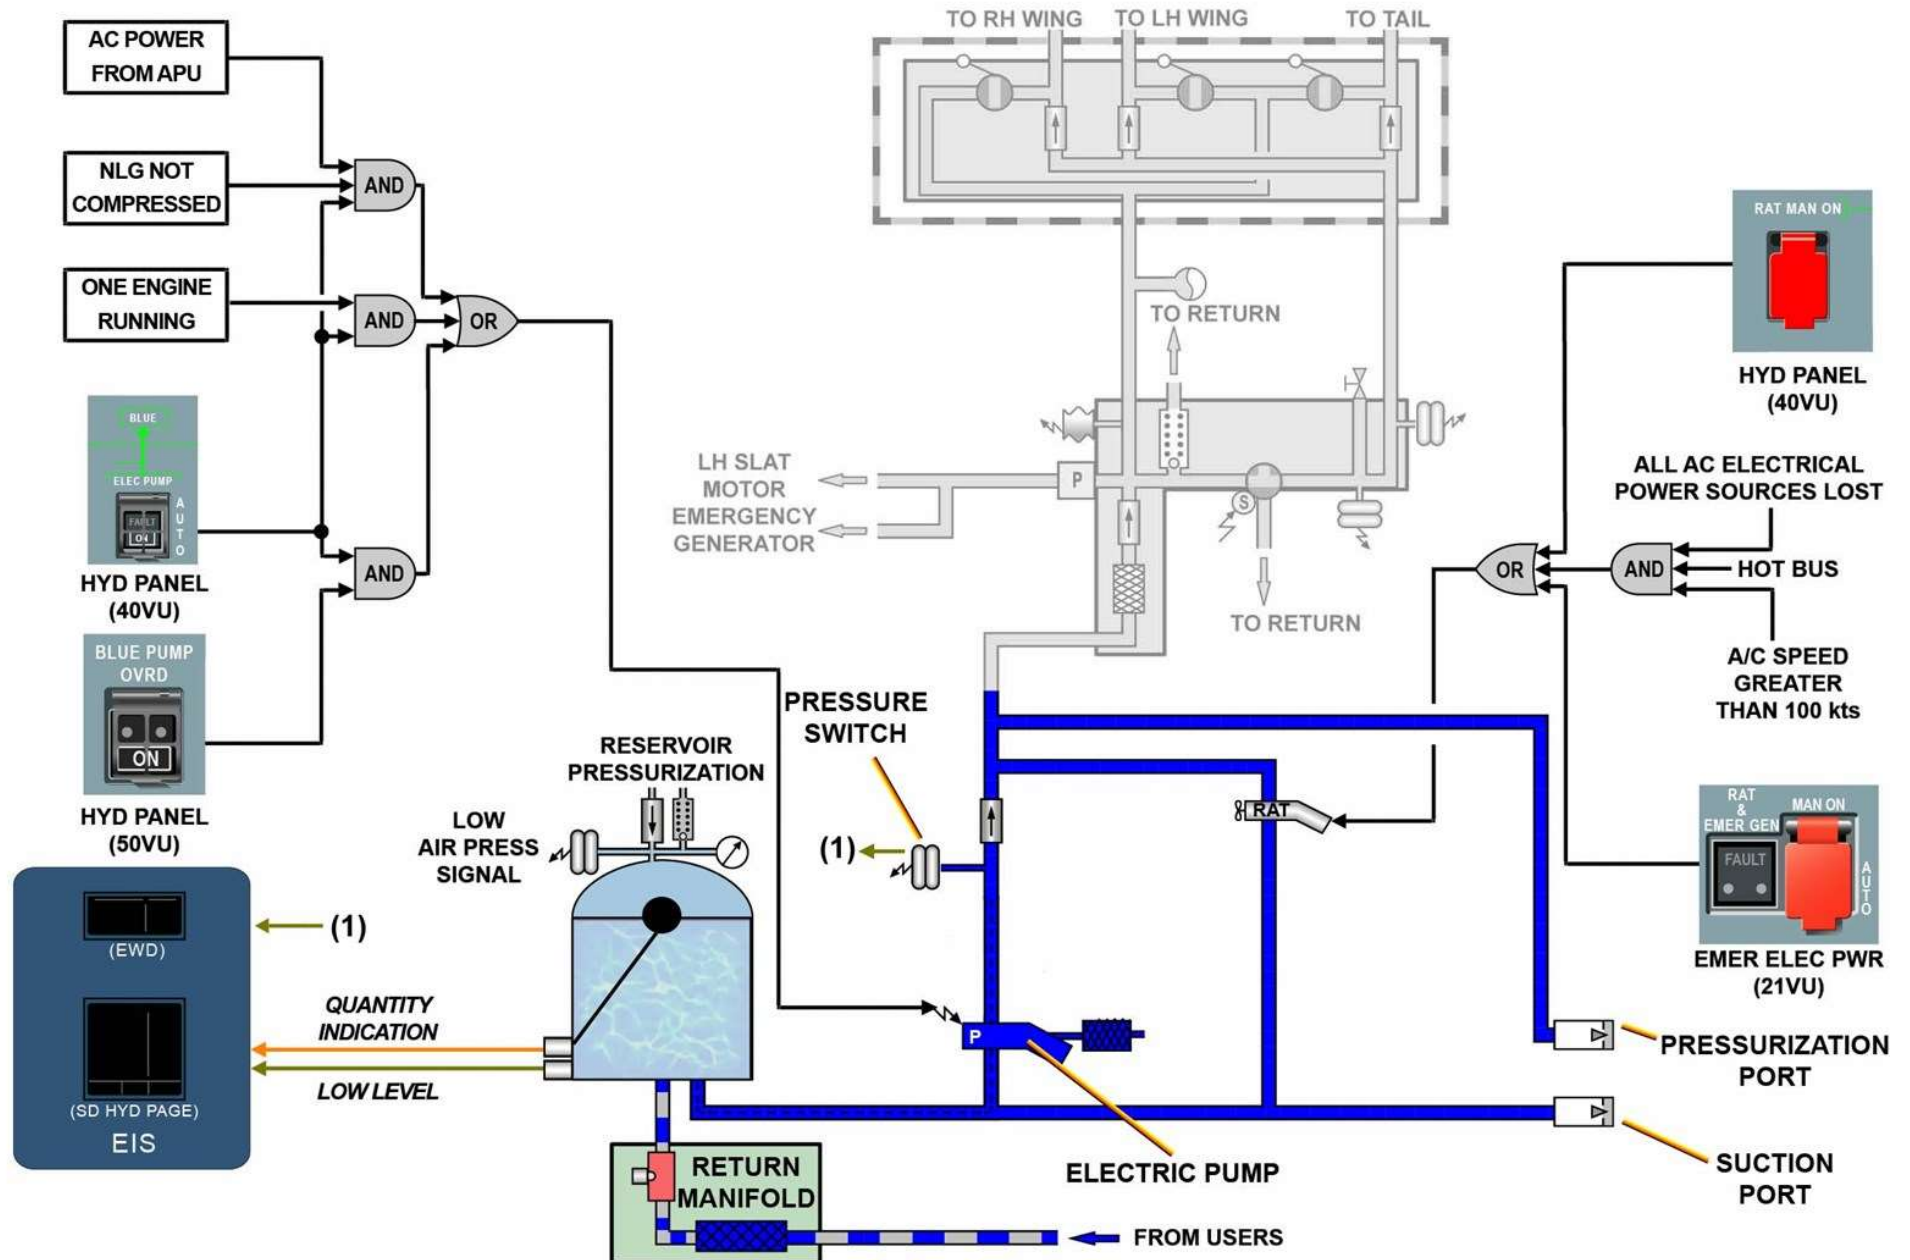 AC POWER
FROM APU
NLG NOT
COMPRESSED
ONE ENGINE
RUNNING
AND
AND
OR
AND
BLUE
ELEC PUMP
FAULT
ON
AUTO
HYD PANEL
(40VU)
BLUE PUMP
OVRD
ON
HYD PANEL
(50VU)
(EWD)
(SD HYD PAGE)
EIS
(1)
QUANTITY
INDICATION
LOW LEVEL
LOW
AIR PRESS
SIGNAL
RESERVOIR
PRESSURIZATION
RETURN
MANIFOLD
FROM USERS
PRESSURE
SWITCH
(1)
P
ELECTRIC PUMP
TO RH WING
TO LH WING
TO TAIL
TO RETURN
LH SLAT
MOTOR
EMERGENCY
GENERATOR
P
S
TO RETURN
RAT
RAT MAN ON
HYD PANEL
(40VU)
ALL AC ELECTRICAL
POWER SOURCES LOST
OR
AND
HOT BUS
A/C SPEED
GREATER
THAN 100 kts
RAT
&
EMER GEN
MAN ON
FAULT
AUTO
EMER ELEC PWR
(21VU)
PRESSURIZATION
PORT
SUCTION
PORT